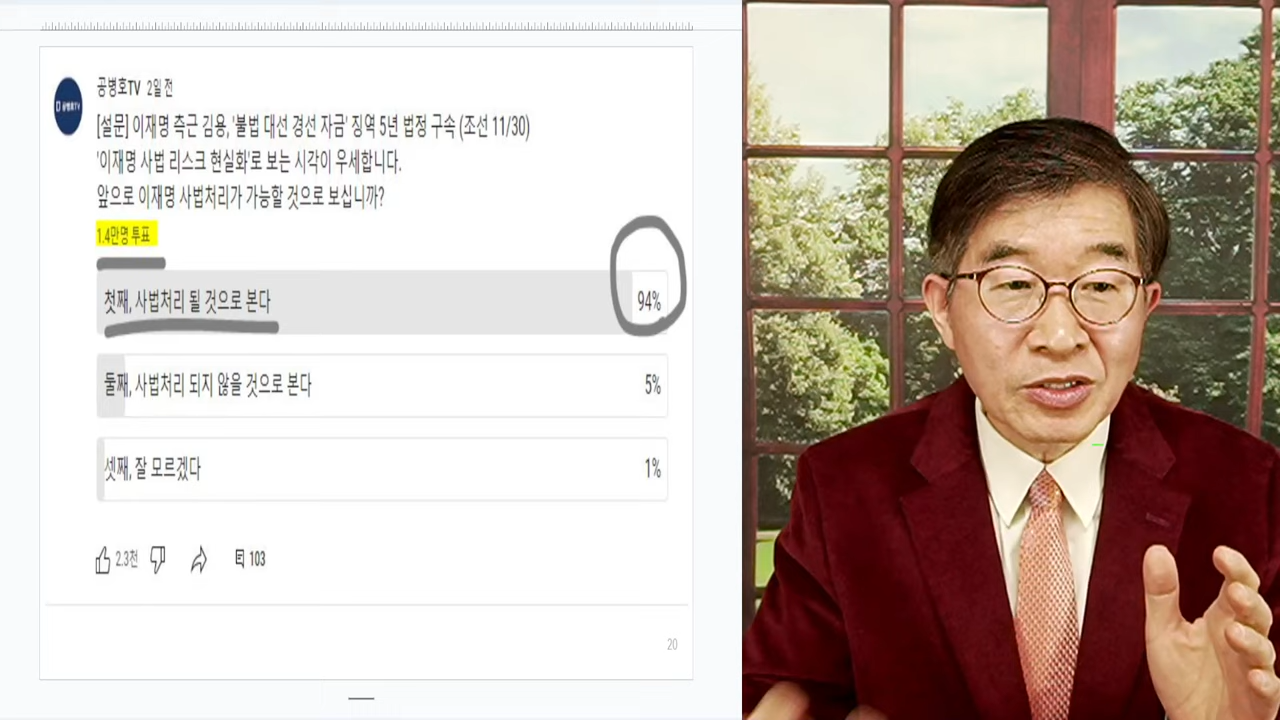 공병호TV
공병호TV 2일 전
[설문] 이재명 측근 김용, '불법 대선 경선 자금' 징역 5년 법정 구속 (조선 11/30)
'이재명 사법 리스크 현실화'로 보는 시각이 우세합니다.
앞으로 이재명 사법처리가 가능할 것으로 보십니까?
1.4만명 투표
첫째, 사법처리 될 것으로 본다 94%
둘째, 사법처리 되지 않을 것으로 본다 5%
셋째, 잘 모르겠다 1%
2.3천 103
20